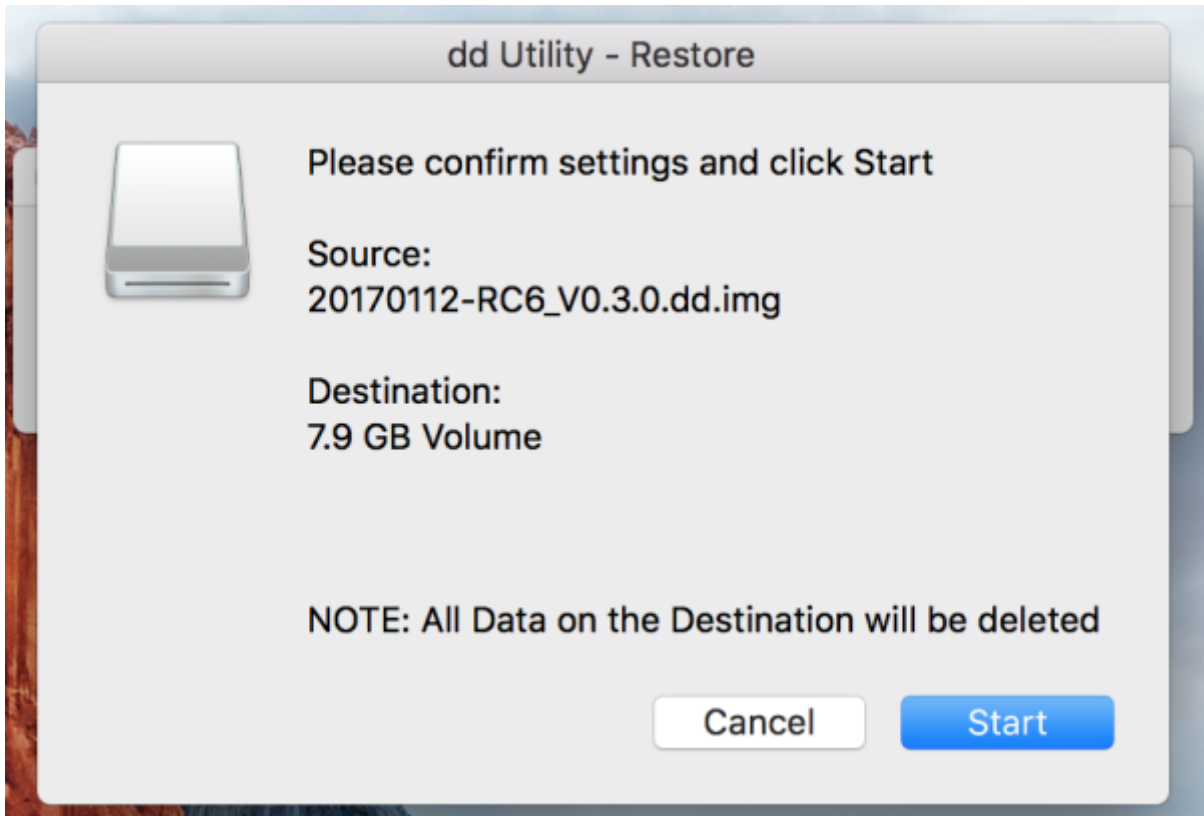 dd Utility - Restore
Please confirm settings and click Start
Source:
20170112-RC6_V0.3.0.dd.img
Destination:
7.9 GB Volume
NOTE: All Data on the Destination will be deleted
Cancel
Start